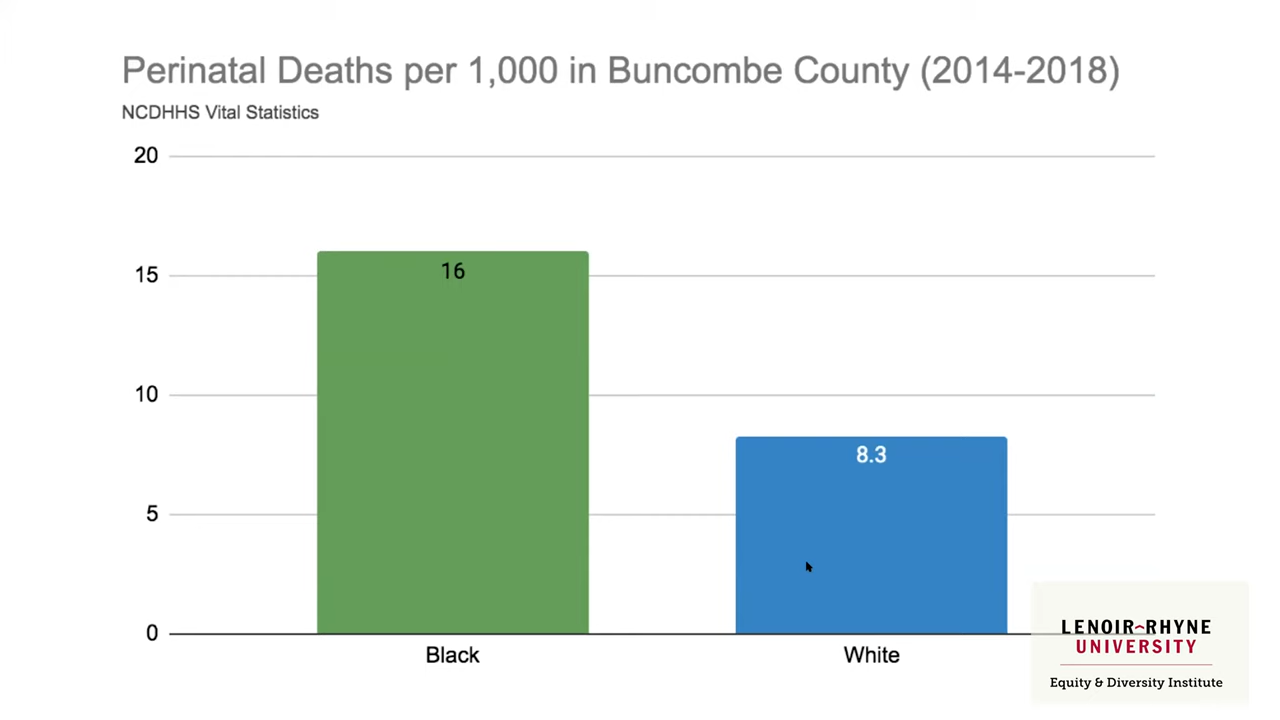 Perinatal Deaths per 1,000 in Buncombe County (2014-2018)
NCDHHS Vital Statistics
20
15
10
5
0
16
8.3
Black
White
LENOIR-RHYNE
UNIVERSITY
Equity & Diversity Institute